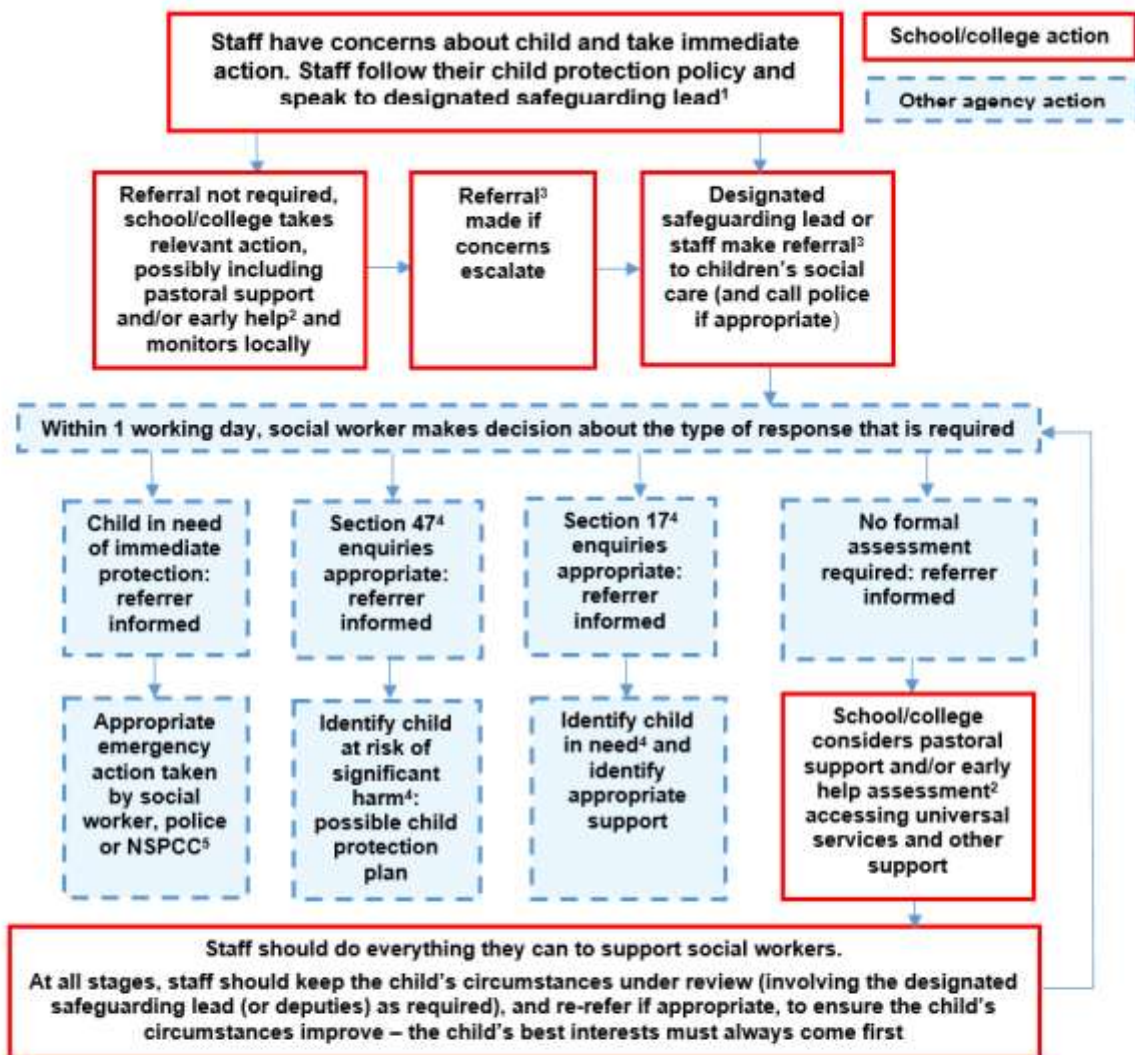 Staff have concerns about child and take immediate
action. Staff follow their child protection policy and
speak to designated safeguarding lead¹
School/college action
Other agency action
Referral not required,
school/college takes
relevant action,
possibly including
pastoral support
and/or early help² and
monitors locally
Referral³
made if
concerns
escalate
Designated
safeguarding lead or
staff make referral³
to children's social
care (and call police
if appropriate)
Within 1 working day, social worker makes decision about the type of response that is required
Child in need
of immediate
protection:
referrer
informed
Section 47⁴
enquiries
appropriate:
referrer
informed
Section 17⁴
enquiries
appropriate:
referrer
informed
No formal
assessment
required: referrer
informed
Appropriate
emergency
action taken
by social
worker, police
or NSPCC⁵
Identify child
at risk of
significant
harm⁴:
possible child
protection
plan
Identify child
in need⁴ and
identify
appropriate
support
School/college
considers pastoral
support and/or early
help assessment²
accessing universal
services and other
support
Staff should do everything they can to support social workers.
At all stages, staff should keep the child's circumstances under review (involving the designated
safeguarding lead (or deputies) as required), and re-refer if appropriate, to ensure the child's
circumstances improve – the child's best interests must always come first